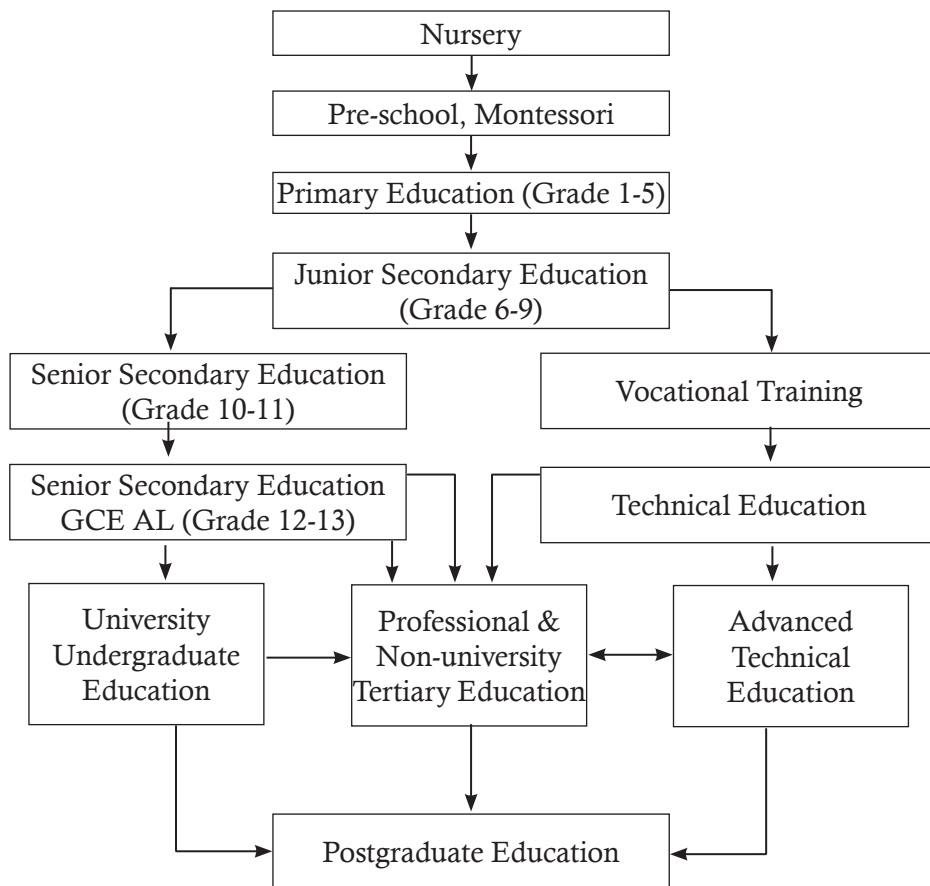 Nursery
Pre-school, Montessori
Primary Education (Grade 1-5)
Junior Secondary Education
(Grade 6-9)
Senior Secondary Education
(Grade 10-11)
Vocational Training
Senior Secondary Education
GCE AL (Grade 12-13)
Technical Education
University
Undergraduate
Education
Professional &
Non-university
Tertiary Education
Advanced
Technical
Education
Postgraduate Education